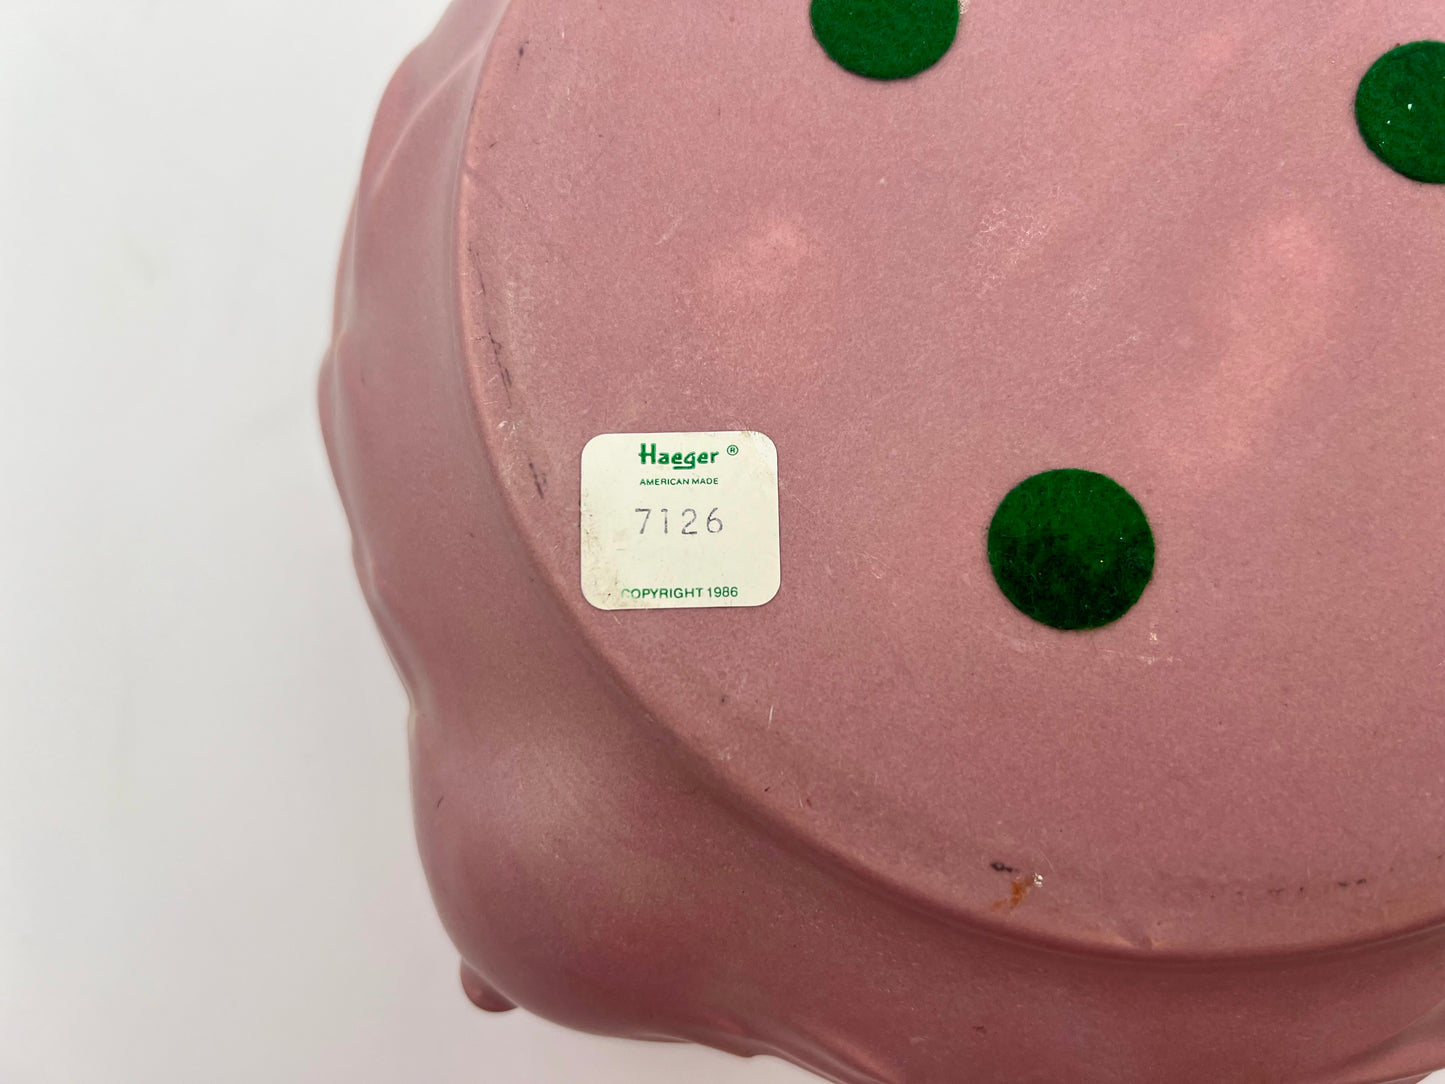 Haeger ®
AMERICAN MADE
7126
COPYRIGHT 1986